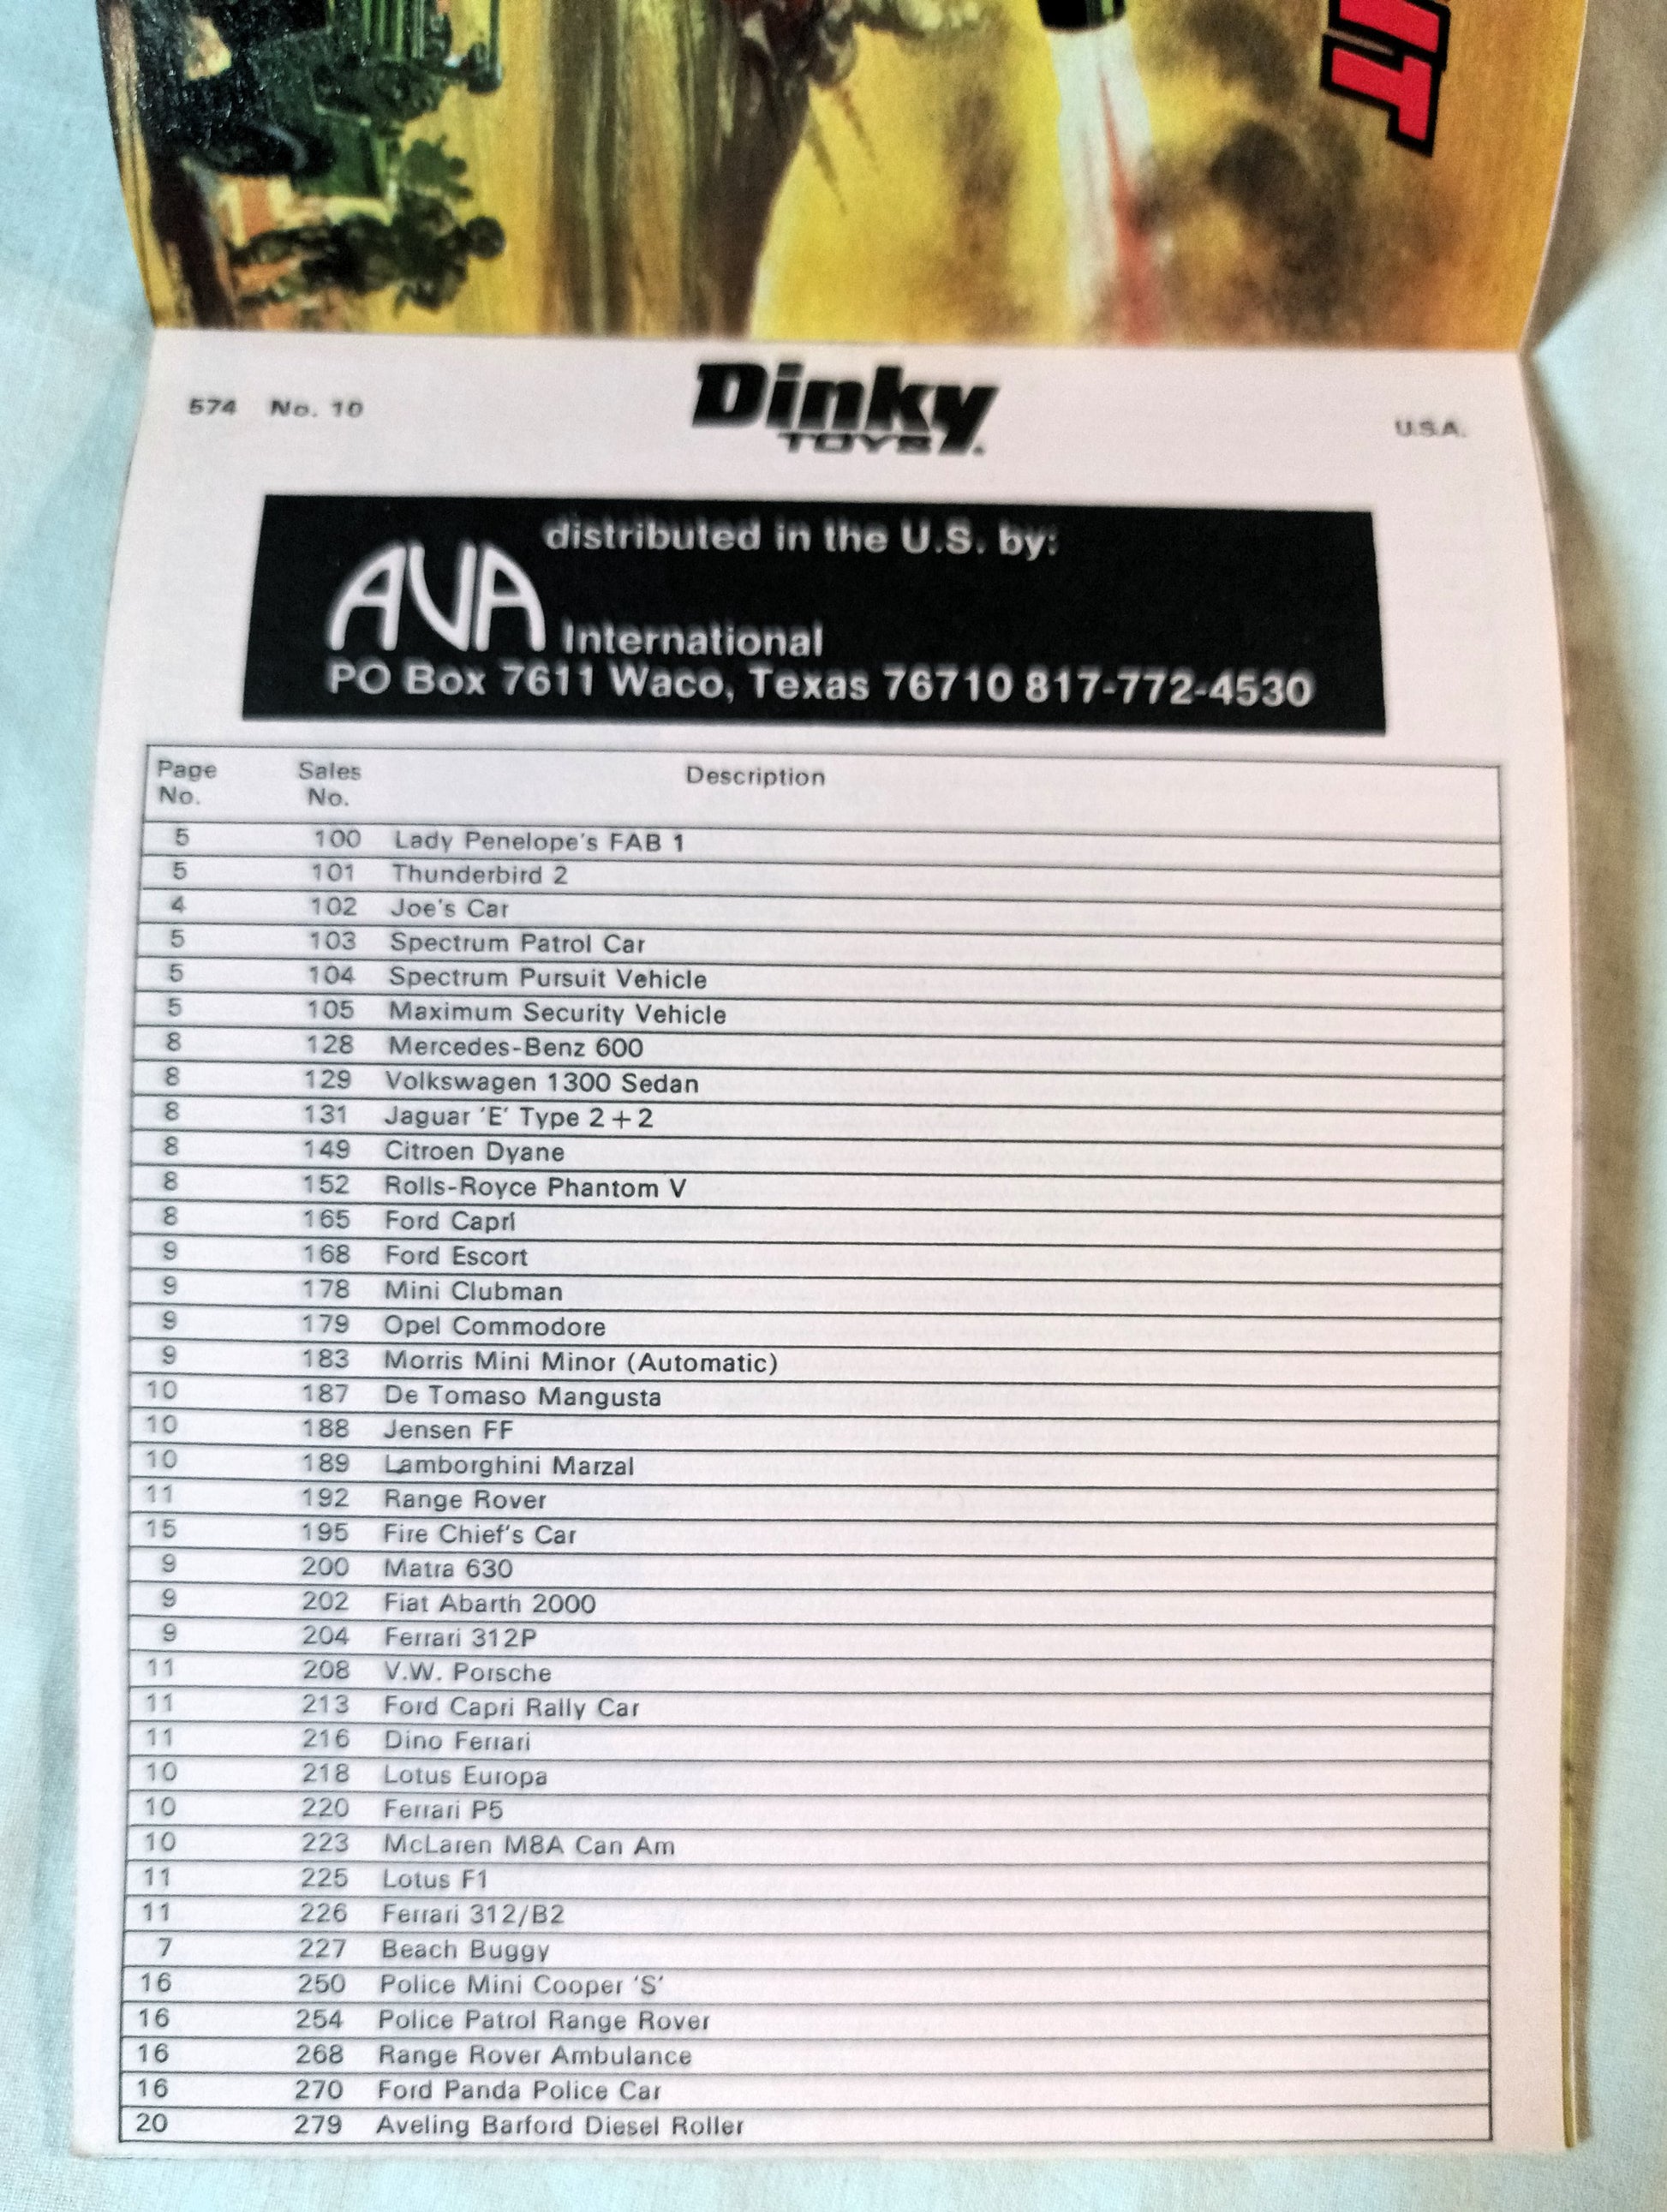 IT
574 No. 10
Dinky
TOYS.
U.S.A.
distributed in the U.S. by:
AVA International
PO Box 7611 Waco, Texas 76710 817-772-4530
Page No. Sales No. Description
5 100 Lady Penelope's FAB 1
5 101 Thunderbird 2
4 102 Joe's Car
5 103 Spectrum Patrol Car
5 104 Spectrum Pursuit Vehicle
5 105 Maximum Security Vehicle
8 128 Mercedes-Benz 600
8 129 Volkswagen 1300 Sedan
8 131 Jaguar 'E' Type 2+2
8 149 Citroen Dyane
8 152 Rolls-Royce Phantom V
8 165 Ford Capri
9 168 Ford Escort
9 178 Mini Clubman
9 179 Opel Commodore
9 183 Morris Mini Minor (Automatic)
10 187 De Tomaso Mangusta
10 188 Jensen FF
10 189 Lamborghini Marzal
11 192 Range Rover
15 195 Fire Chief's Car
9 200 Matra 630
9 202 Fiat Abarth 2000
9 204 Ferrari 312P
11 208 V.W. Porsche
11 213 Ford Capri Rally Car
11 216 Dino Ferrari
10 218 Lotus Europa
10 220 Ferrari P5
10 223 McLaren M8A Can Am
11 225 Lotus F1
11 226 Ferrari 312/B2
7 227 Beach Buggy
16 250 Police Mini Cooper 'S'
16 254 Police Patrol Range Rover
16 268 Range Rover Ambulance
16 270 Ford Panda Police Car
20 279 Aveling Barford Diesel Roller